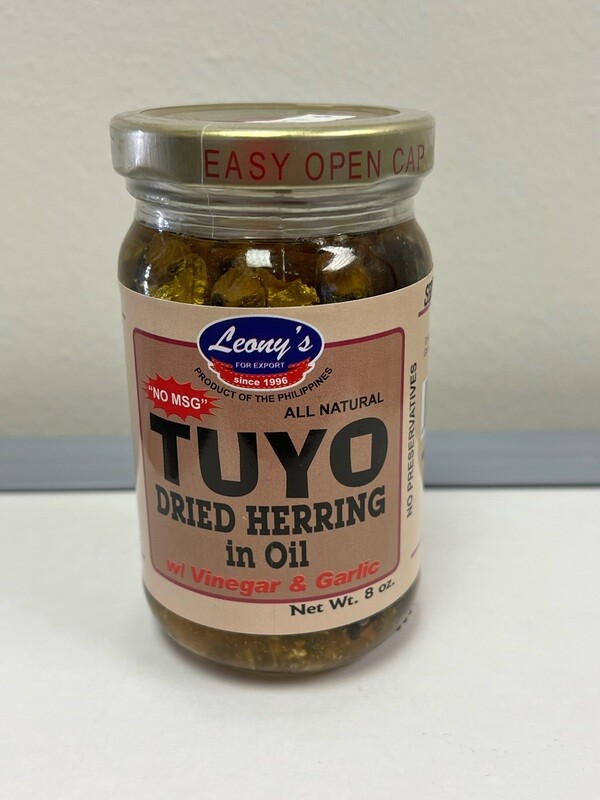 EASY OPEN CAP
Leony's
FOR EXPORT
since 1996
PRODUCT OF THE PHILIPPINES
"NO MSG"
ALL NATURAL
TUYO
DRIED HERRING
in Oil
w/ Vinegar & Garlic
Net Wt. 8 oz.
NO PRESERVATIVES